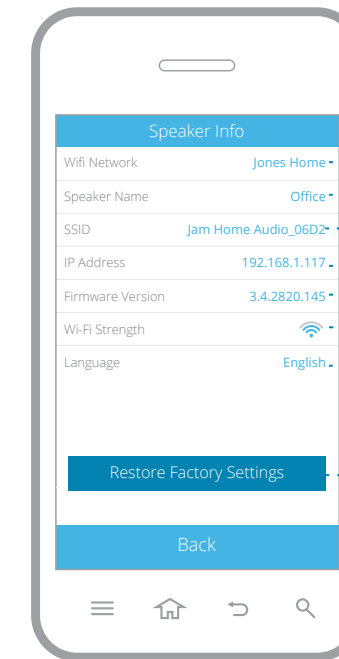 Speaker Info
Wifi Network Jones Home
Speaker Name Office
SSID Jam Home Audio_06D2
IP Address 192.168.1.117
Firmware Version 3.4.2820.145
Wi-Fi Strength
Language English
Restore Factory Settings
Back